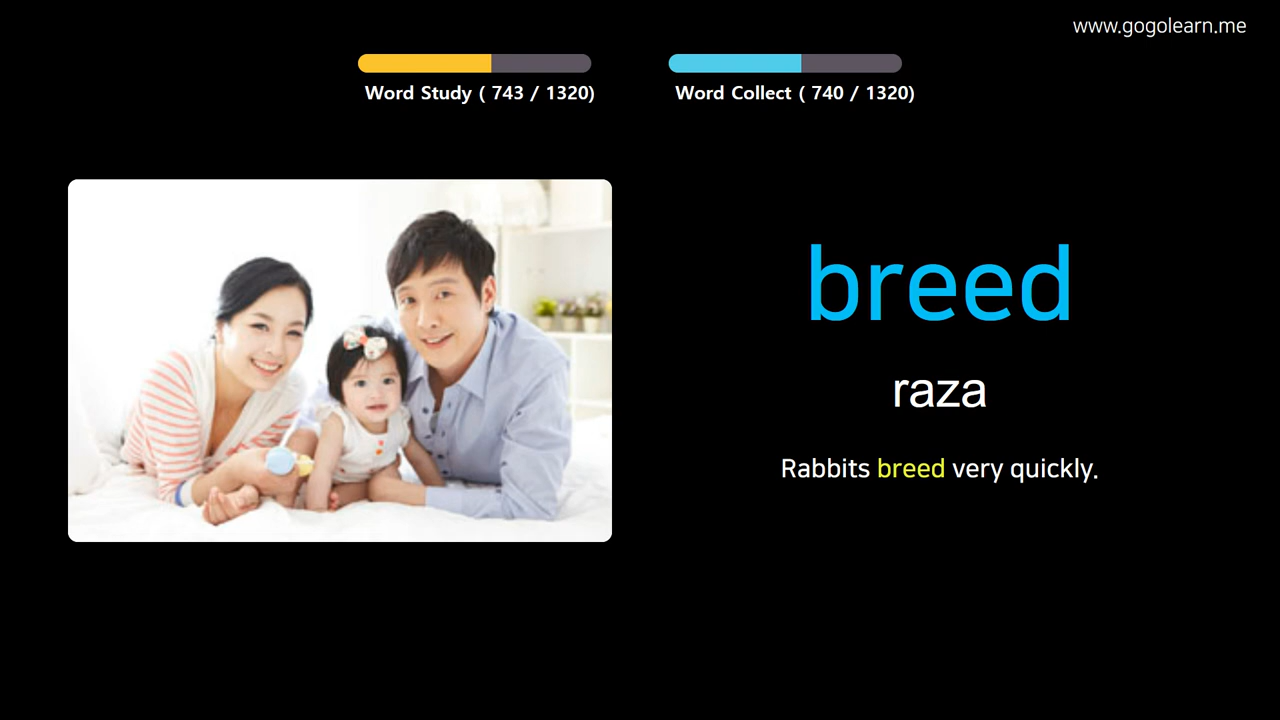 www.gogolearn.me
Word Study ( 743 / 1320)
Word Collect ( 740 / 1320)
breed
raza
Rabbits breed very quickly.